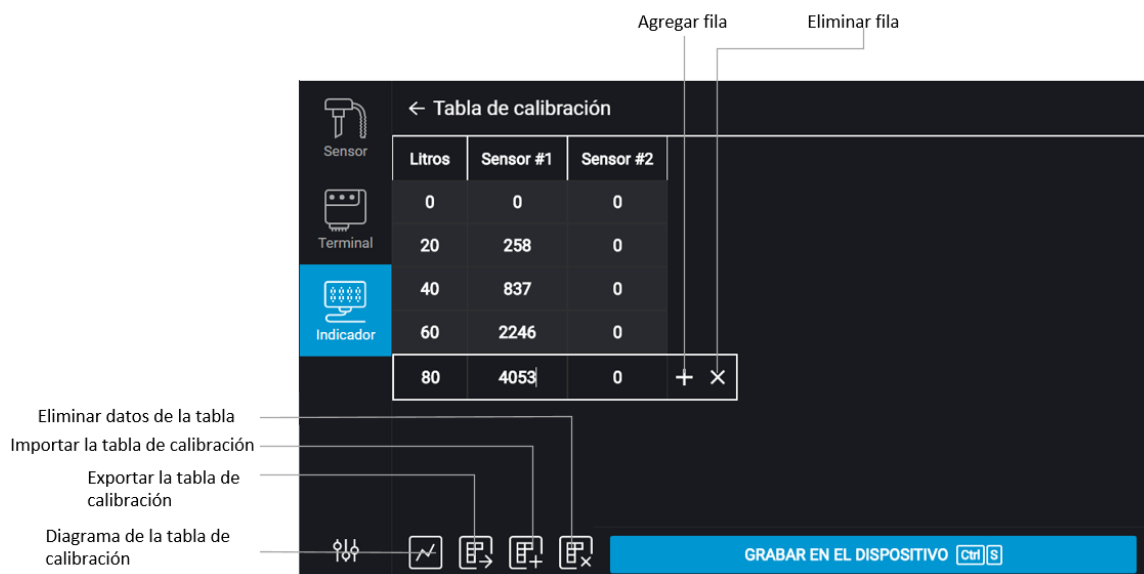 Agregar fila
Eliminar fila
Sensor
Terminal
Indicador
← Tabla de calibración
Litros Sensor #1 Sensor #2
0 0 0
20 258 0
40 837 0
60 2246 0
80 4053 0 + ×
Eliminar datos de la tabla
Importar la tabla de calibración
Exportar la tabla de
calibración
Diagrama de la tabla de
calibración
GRABAR EN EL DISPOSITIVO Ctrl S